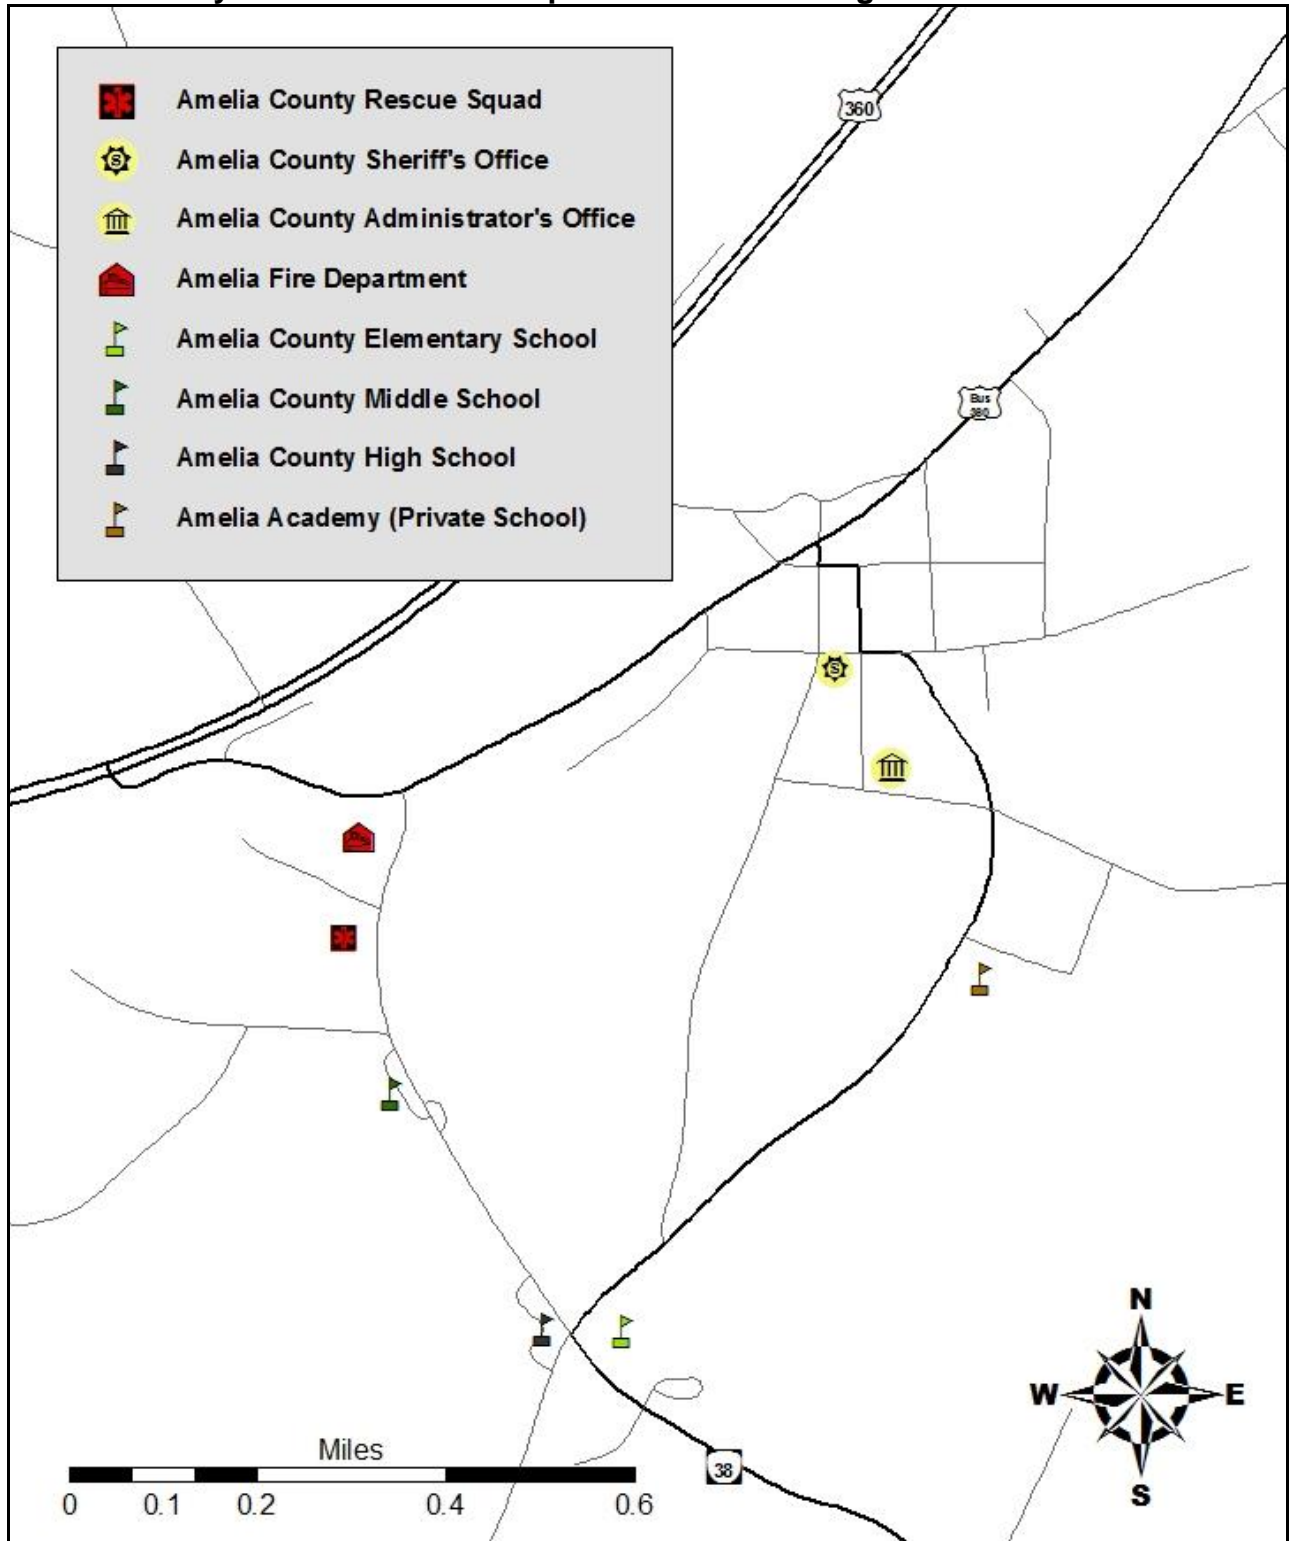 360
Amelia County Rescue Squad
Amelia County Sheriff's Office
Amelia County Administrator's Office
Amelia Fire Department
Amelia County Elementary School
Amelia County Middle School
Amelia County High School
Amelia Academy (Private School)
Bus
360
S
N
W E
S
Miles
0 0.1 0.2 0.4 0.6
38